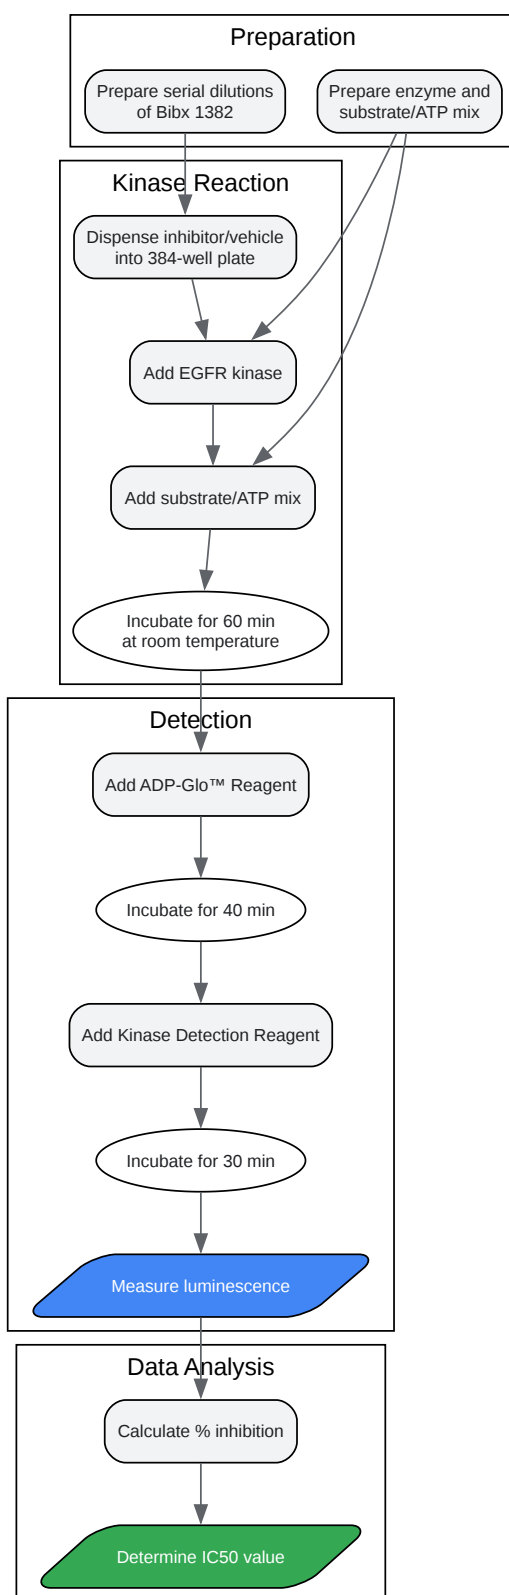 Preparation
Prepare serial dilutions
of Bibx 1382
Prepare enzyme and
substrate/ATP mix
Kinase Reaction
Dispense inhibitor/vehicle
into 384-well plate
Add EGFR kinase
Add substrate/ATP mix
Incubate for 60 min
at room temperature
Detection
Add ADP-Glo™ Reagent
Incubate for 40 min
Add Kinase Detection Reagent
Incubate for 30 min
Measure luminescence
Data Analysis
Calculate % inhibition
Determine IC50 value